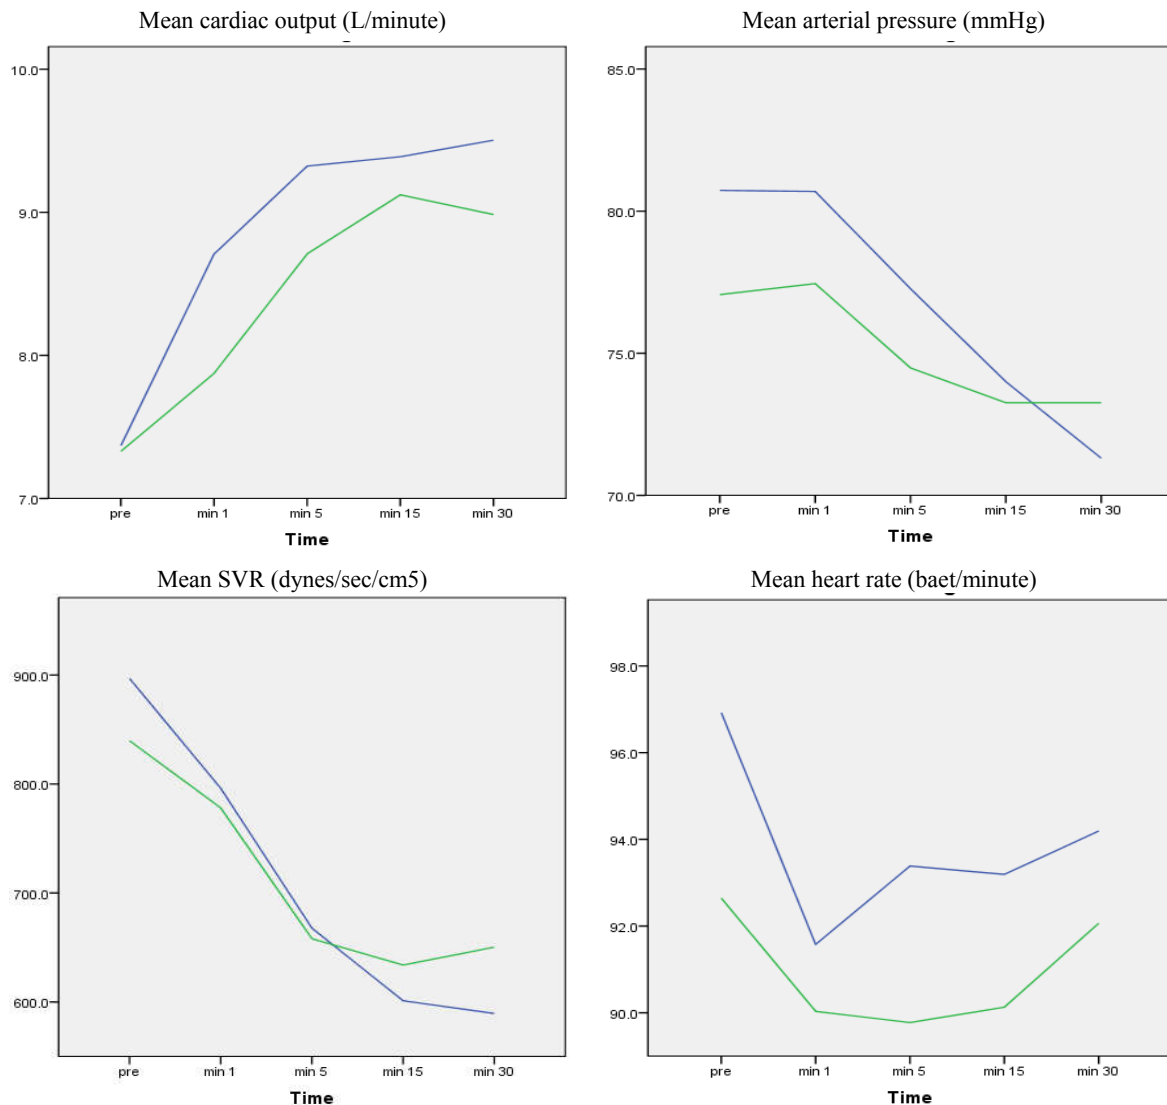 Mean cardiac output (L/minute)
10.0
9.0
8.0
7.0
pre min 1 min 5 min 15 min 30
Time
Mean arterial pressure (mmHg)
85.0
80.0
75.0
70.0
pre min 1 min 5 min 15 min 30
Time
Mean SVR (dynes/sec/cm5)
900.0
800.0
700.0
600.0
pre min 1 min 5 min 15 min 30
Time
Mean heart rate (baet/minute)
98.0
96.0
94.0
92.0
90.0
pre min 1 min 5 min 15 min 30
Time